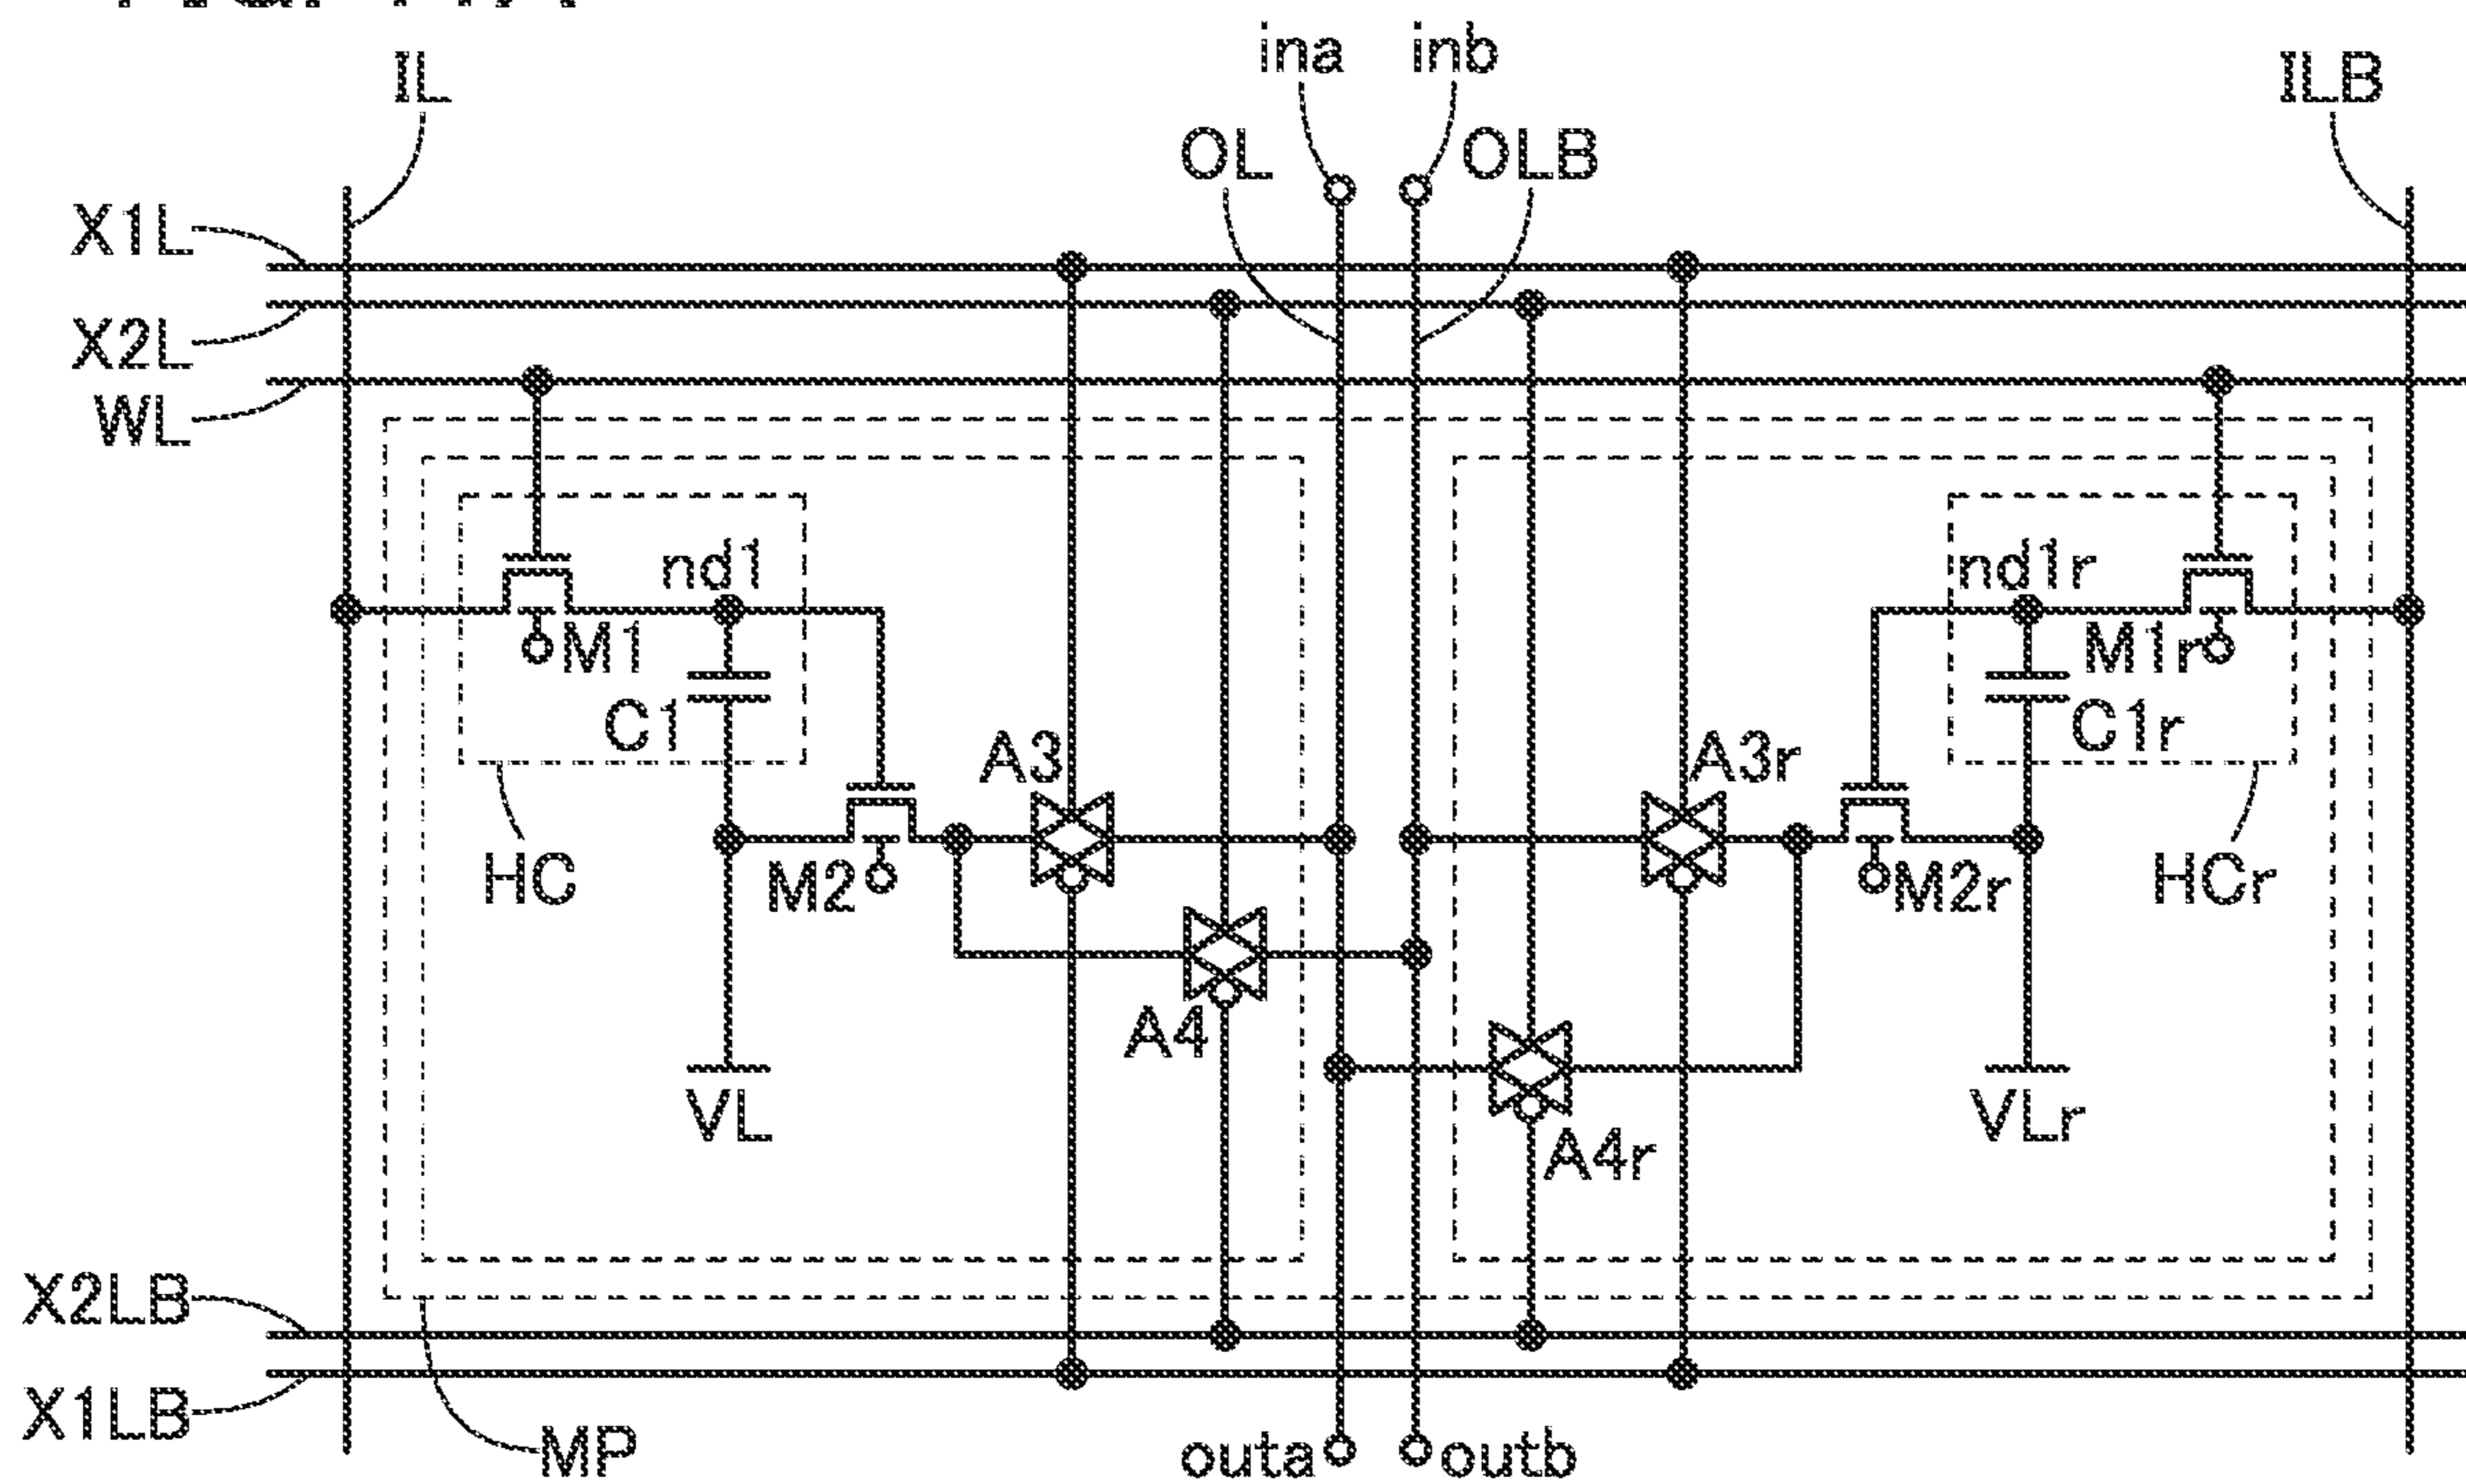 ina inb
IL ILB
OL OLB
X1L
X2L
WL
nd1 nd1r
M1 M1r
C1 C1r
A3 A3r
HC M2 M2r HCr
A4
VL VLr
A4r
X2LB
X1LB
MP outa outb